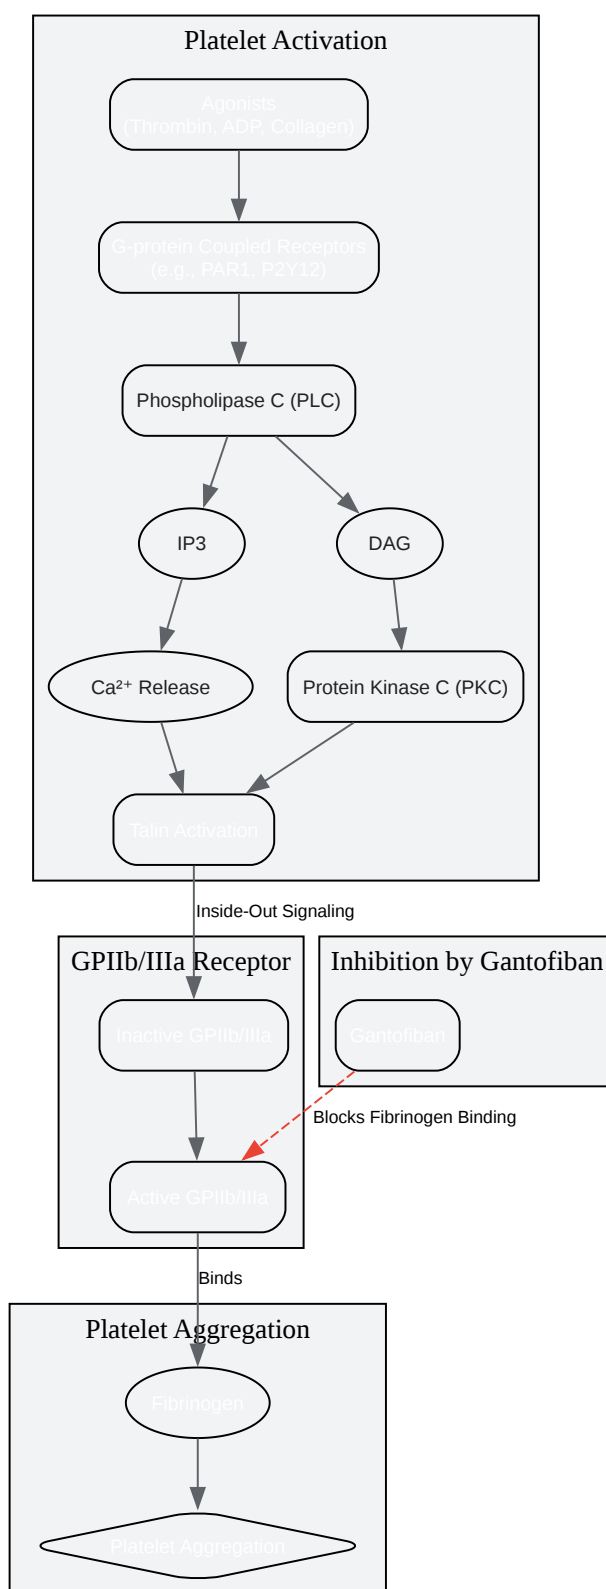 Platelet Activation
Agonists
(Thrombin, ADP, Collagen)
G-protein Coupled Receptors
(e.g., PAR1, P2Y12)
Phospholipase C (PLC)
IP3
DAG
Ca²⁺ Release
Protein Kinase C (PKC)
Talin Activation
Inside-Out Signaling
GPIIb/IIIa Receptor
Inhibition by Gantofiban
Inactive GPIIb/IIIa
Gantofiban
Blocks Fibrinogen Binding
Active GPIIb/IIIa
Binds
Platelet Aggregation
Fibrinogen
Platelet Aggregation